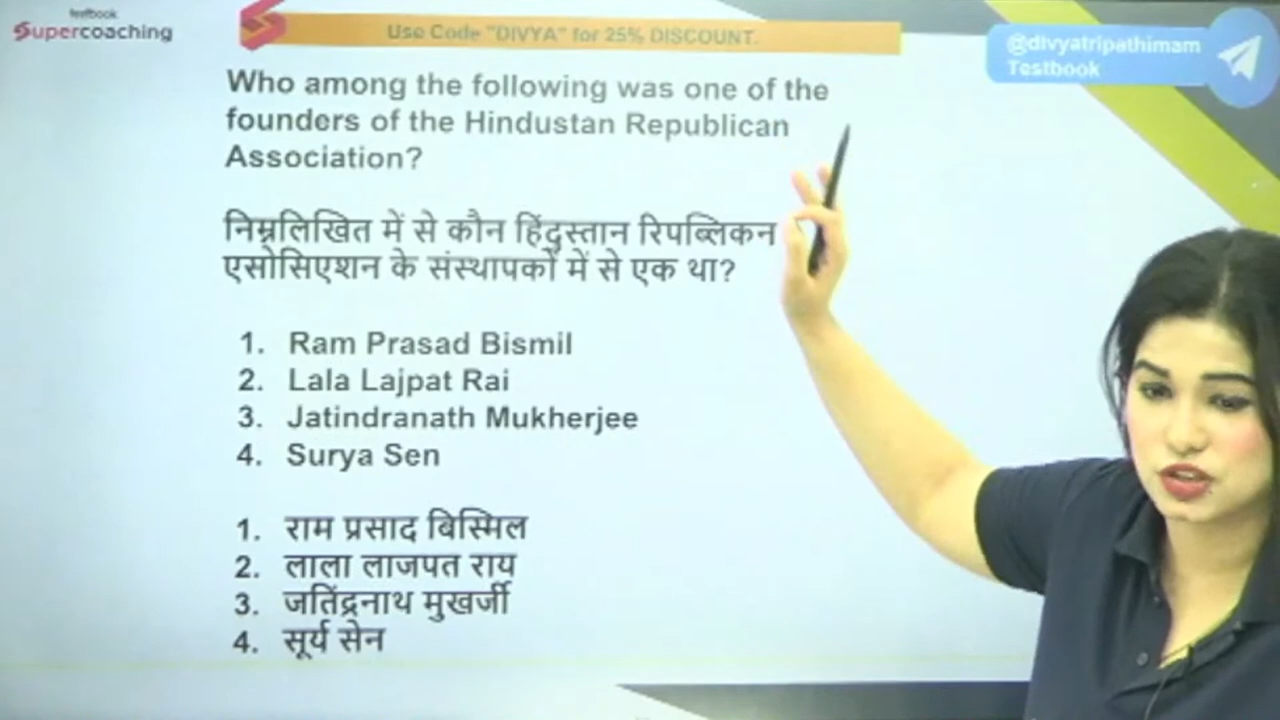 testbook
Supercoaching
Use Code "DIVYA" for 25% DISCOUNT.
@divyatripathimam
Testbook
Who among the following was one of the
founders of the Hindustan Republican
Association?
निम्नलिखित में से कौन हिंदुस्तान रिपब्लिकन
एसोसिएशन के संस्थापकों में से एक था?
1. Ram Prasad Bismil
2. Lala Lajpat Rai
3. Jatindranath Mukherjee
4. Surya Sen
1. राम प्रसाद बिस्मिल
2. लाला लाजपत राय
3. जतिंद्रनाथ मुखर्जी
4. सूर्य सेन